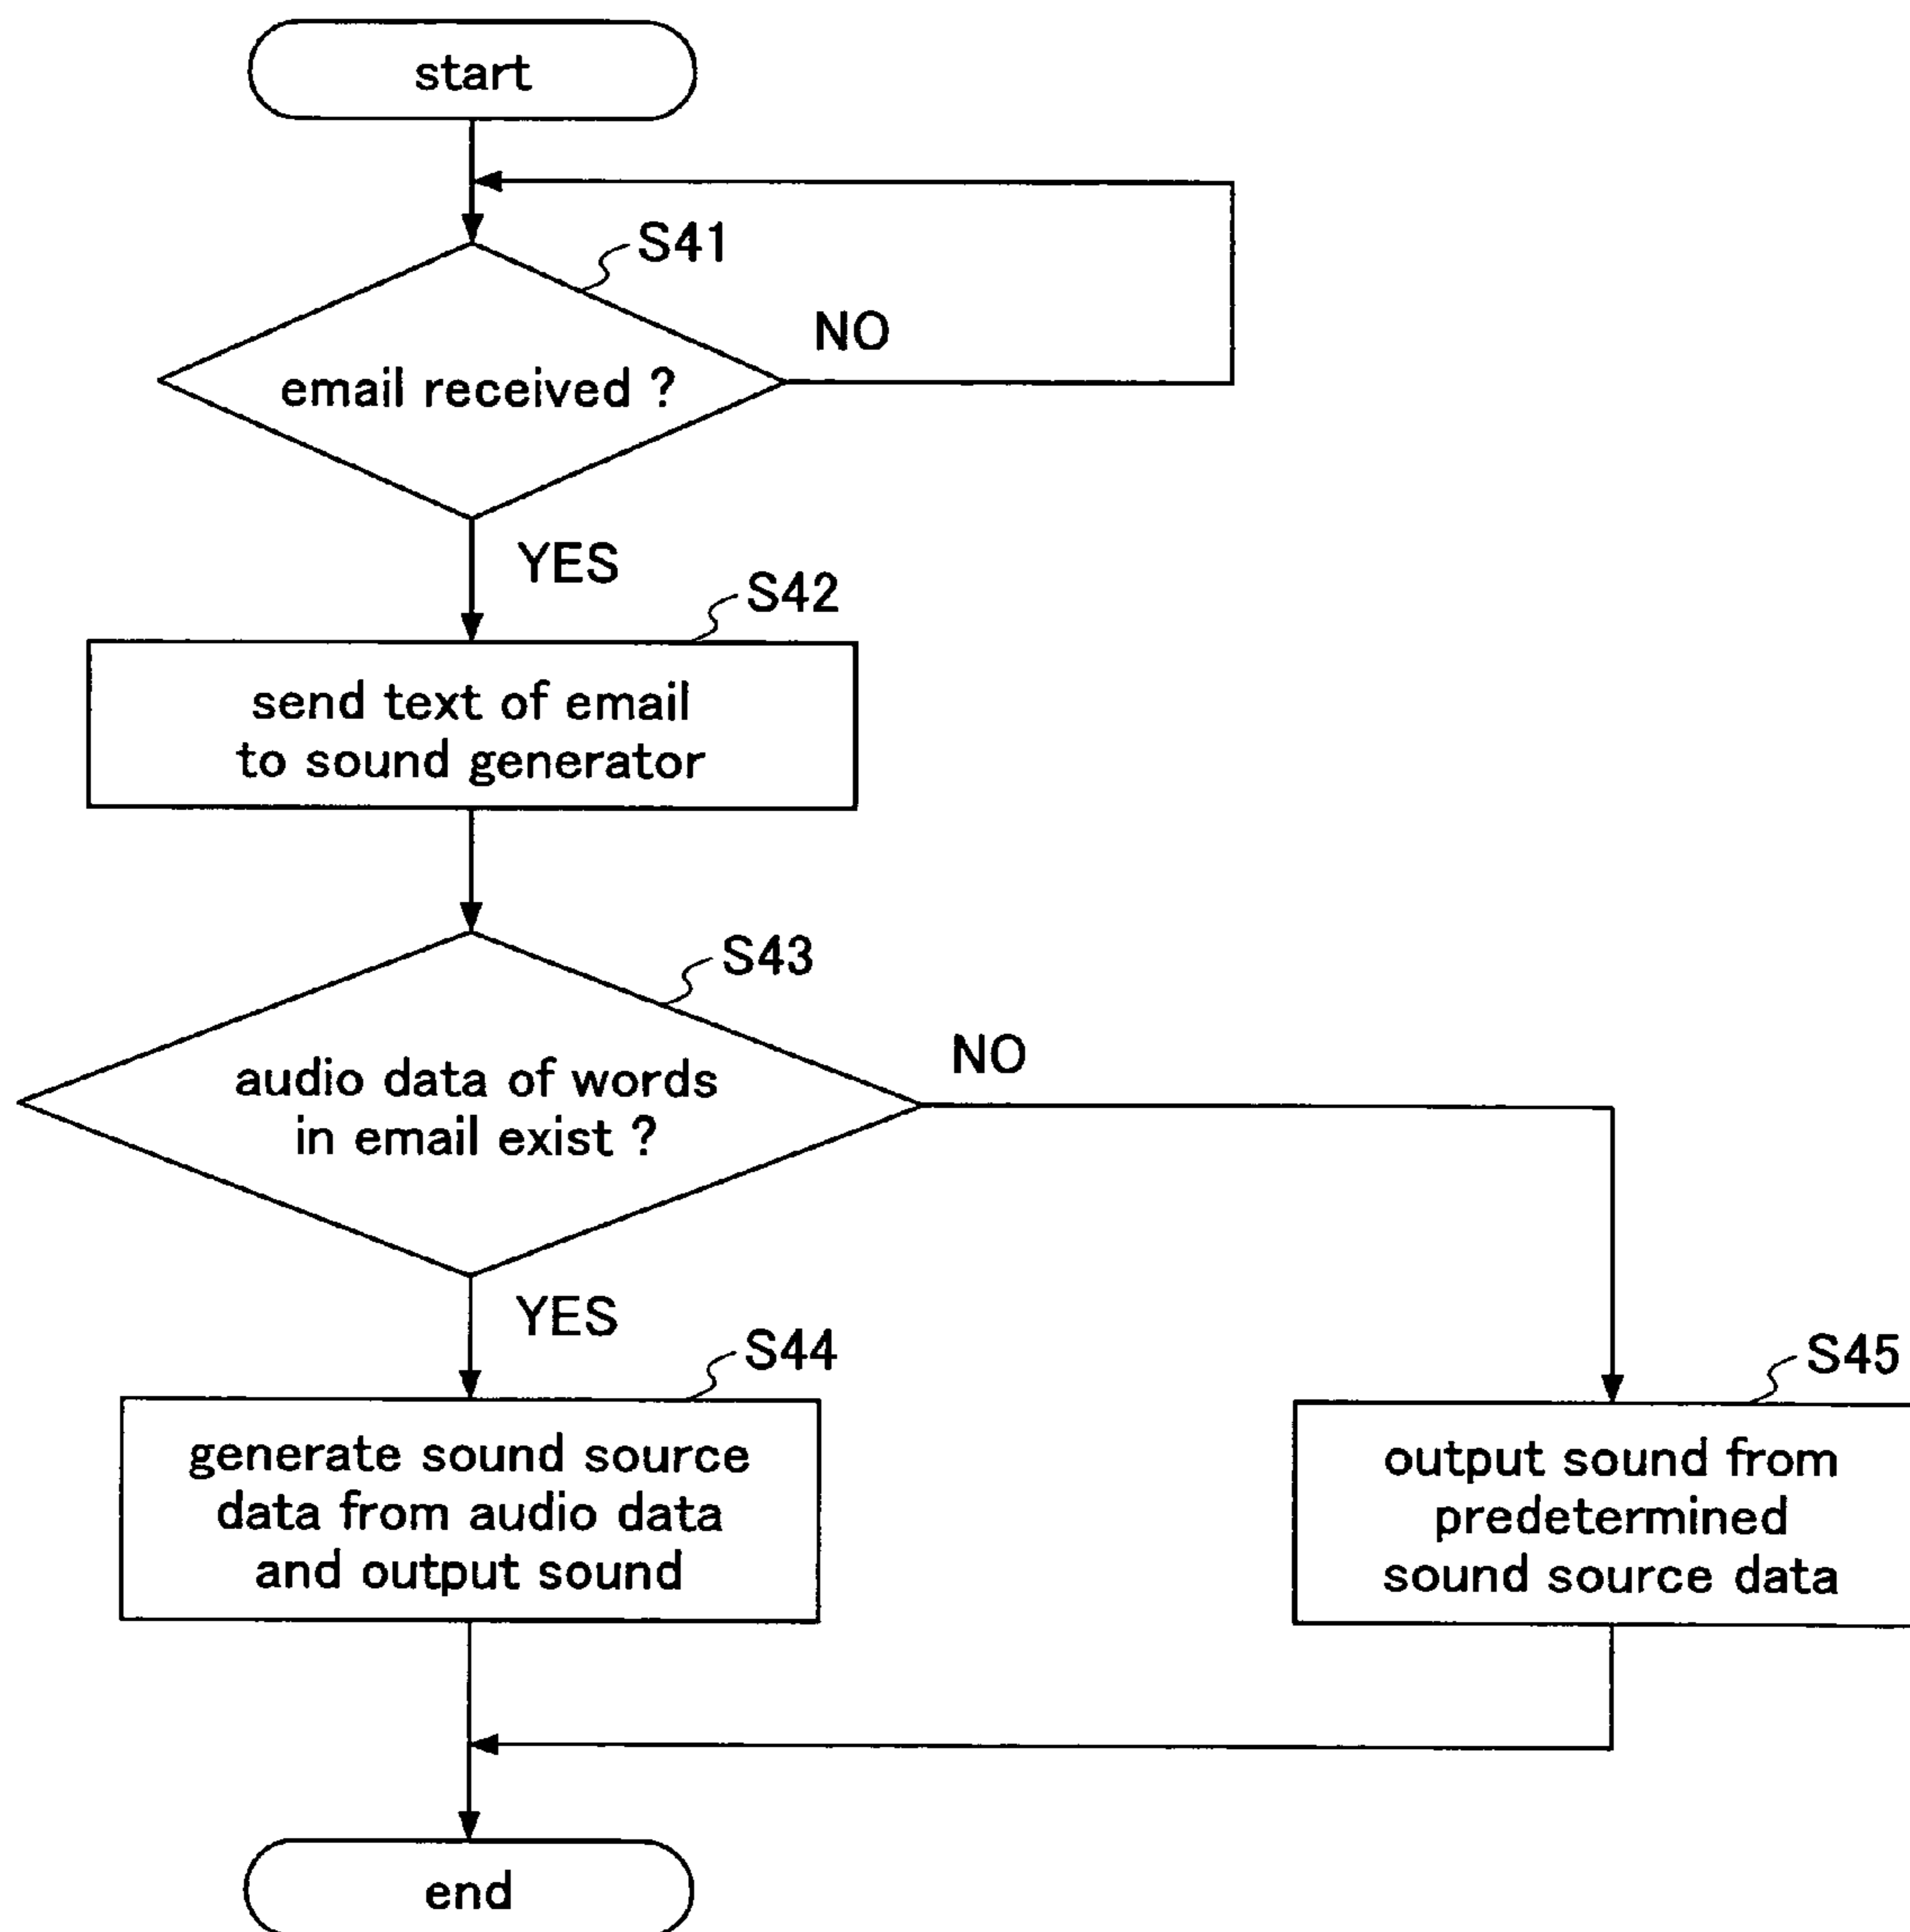 start
S41
NO
email received ?
YES
S42
send text of email
to sound generator
S43
NO
audio data of words
in email exist ?
YES
S44
S45
generate sound source
data from audio data
and output sound
output sound from
predetermined
sound source data
end